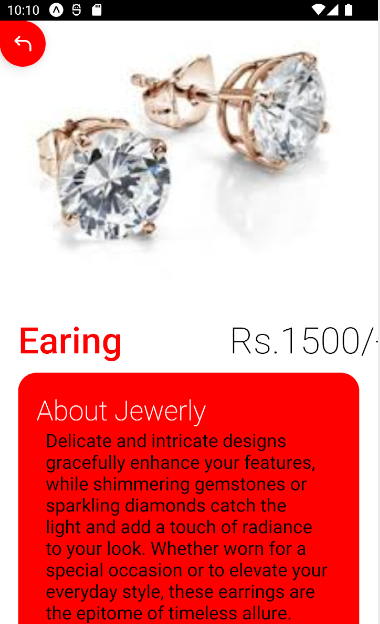 10:10
Earing
Rs.1500/-
About Jewerly
Delicate and intricate designs
gracefully enhance your features,
while shimmering gemstones or
sparkling diamonds catch the
light and add a touch of radiance
to your look. Whether worn for a
special occasion or to elevate your
everyday style, these earrings are
the epitome of timeless allure.